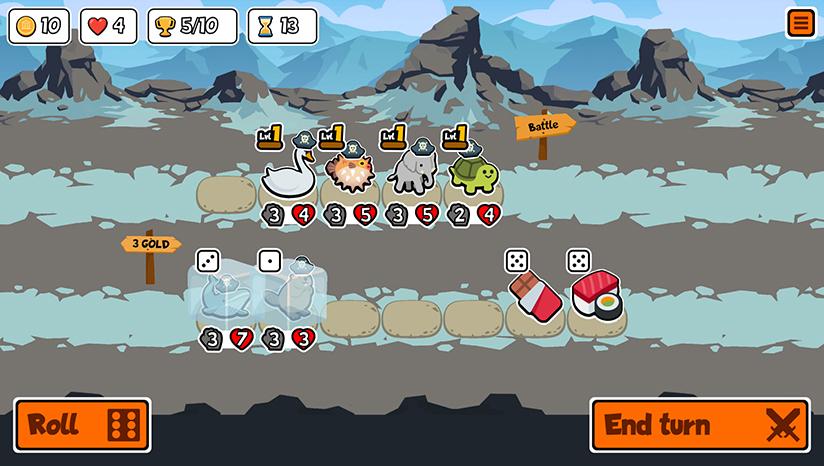 10 4 5/10 13
Battle
Lvl1 Lvl1 Lvl1 Lvl1
3 4 3 5 3 5 2 4
3 GOLD
3 7 3 3
Roll End turn